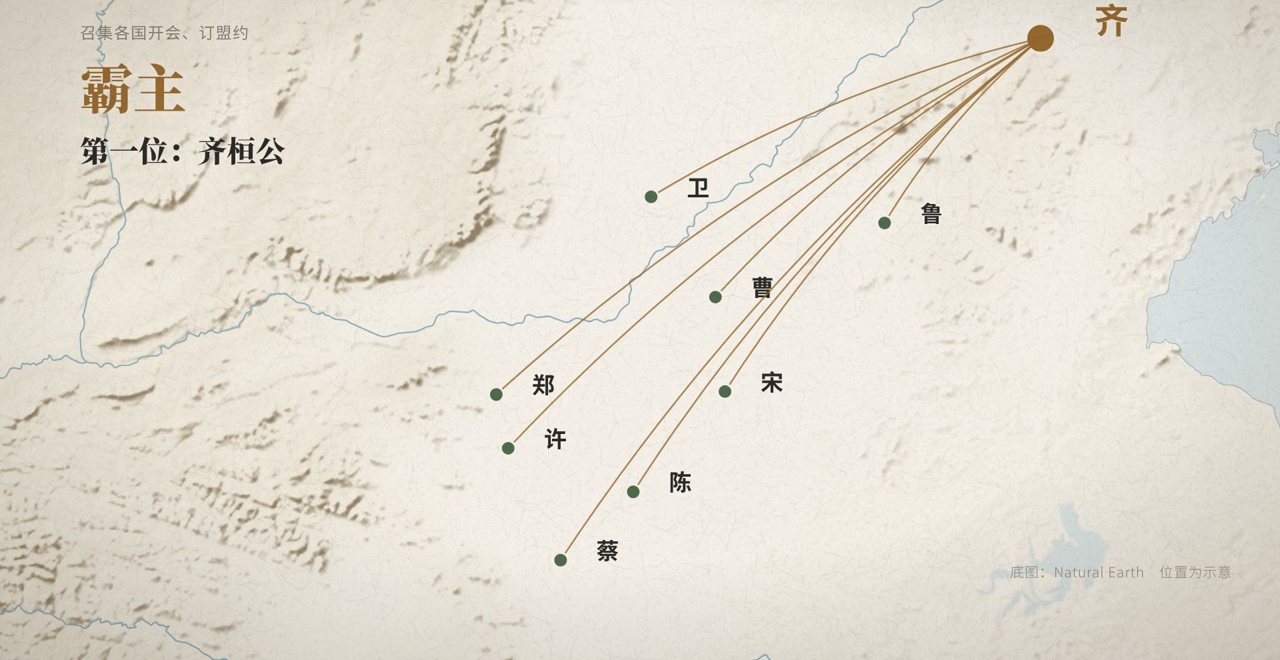 召集各国开会、订盟约
霸主
第一位：齐桓公
齐
卫
鲁
曹
郑
宋
许
陈
蔡
底图：Natural Earth 位置为示意